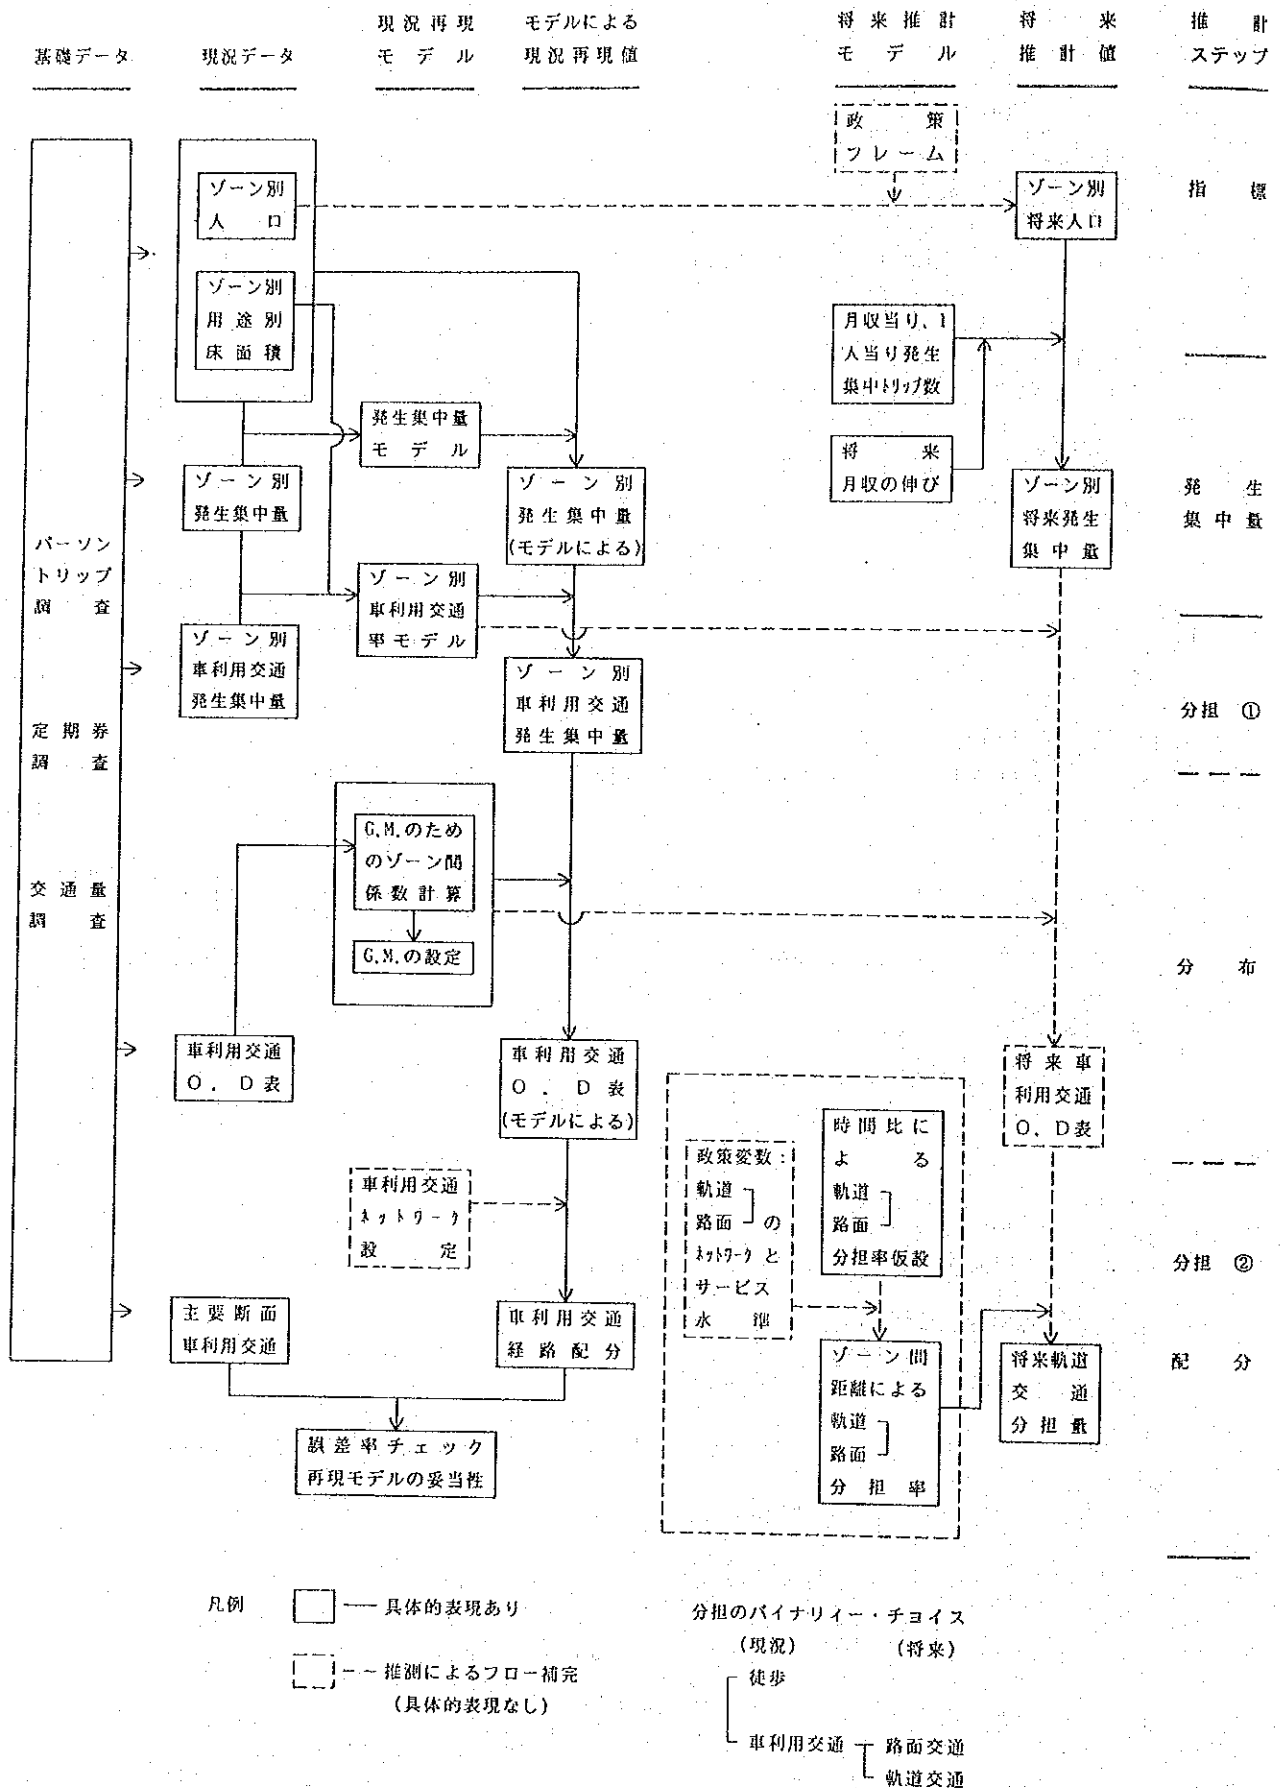 基礎データ
現況データ
現況再現
モデル
モデルによる
現況再現値
将来推計
モデル
将来
推計値
推計
ステップ
パーソン
トリップ
調査
定期券
調査
交通量
調査
ゾーン別
人口
ゾーン別
用途別
床面積
ゾーン別
発生集中量
ゾーン別
車利用交通
発生集中量
車利用交通
O.D表
主要断面
車利用交通
発生集中量
モデル
ゾーン別
車利用交通
率モデル
G.M.のため
のゾーン間
係数計算
G.M.の設定
車利用交通
ネットワーク
設定
誤差率チェック
再現モデルの妥当性
ゾーン別
発生集中量
(モデルによる)
ゾーン別
車利用交通
発生集中量
車利用交通
O.D表
(モデルによる)
車利用交通
経路配分
政策
フレーム
月収当り、1
人当り発生
集中トリップ数
将来
月収の伸び
政策変数:
軌道
路面の
ネットワークと
サービス
水準
時間比に
よる
軌道
路面
分担率仮設
ゾーン間
距離による
軌道
路面
分担率
ゾーン別
将来人口
ゾーン別
将来発生
集中量
将来車
利用交通
O.D表
将来軌道
交通
分担量
指標
発生
集中量
分担 ①
分布
分担 ②
配分
凡例
具体的表現あり
推測によるフロー補完
(具体的表現なし)
分担のバイナリィー・チョイス
(現況) (将来)
徒歩
車利用交通 路面交通
軌道交通